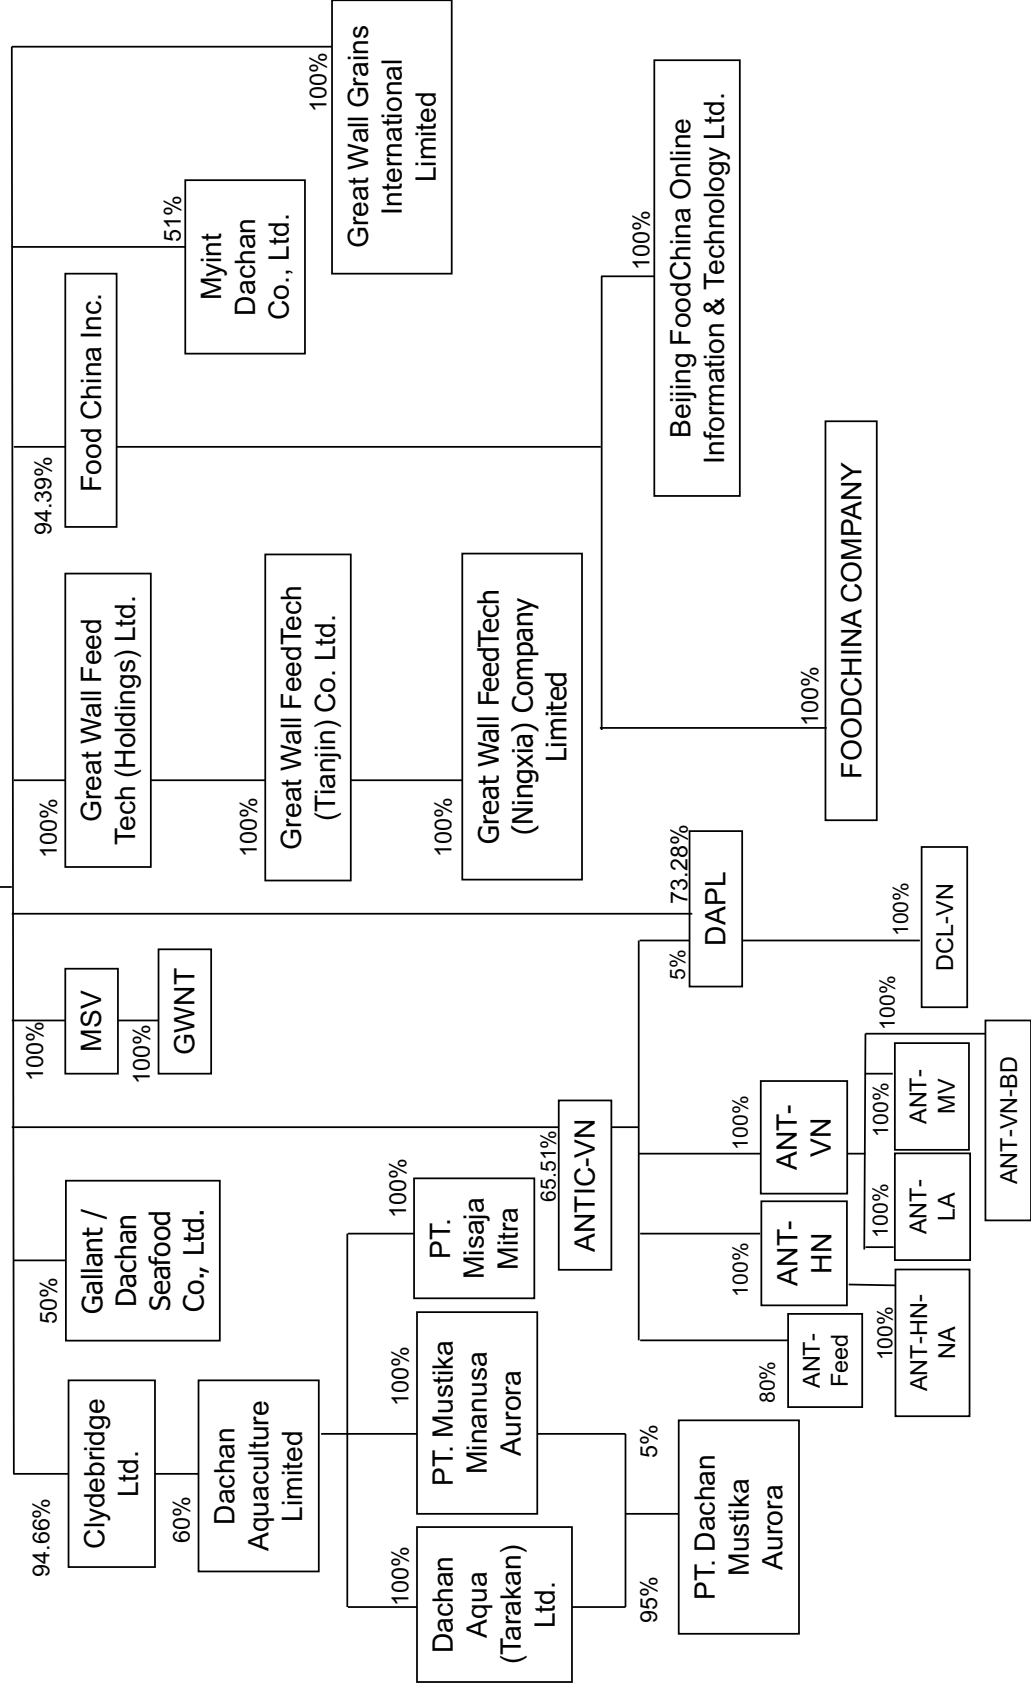 94.66%
Clydebridge
Ltd.
60%
Dachan
Aquaculture
Limited
100%
Dachan
Aqua
(Tarakan)
Ltd.
100%
PT. Mustika
Minanusa
Aurora
100%
PT.
Misaja
Mitra
95%
5%
PT. Dachan
Mustika
Aurora
50%
Gallant /
Dachan
Seafood
Co., Ltd.
65.51%
ANTIC-VN
80%
ANT-
Feed
100%
ANT-
HN
100%
ANT-HN-
NA
100%
ANT-
VN
100%
ANT-
LA
100%
ANT-
MV
100%
ANT-VN-BD
100%
MSV
100%
GWNT
5%
73.28%
DAPL
100%
DCL-VN
100%
Great Wall Feed
Tech (Holdings) Ltd.
100%
Great Wall FeedTech
(Tianjin) Co. Ltd.
100%
Great Wall FeedTech
(Ningxia) Company
Limited
94.39%
Food China Inc.
100%
FOODCHINA COMPANY
100%
Beijing FoodChina Online
Information & Technology Ltd.
51%
Myint
Dachan
Co., Ltd.
100%
Great Wall Grains
International
Limited